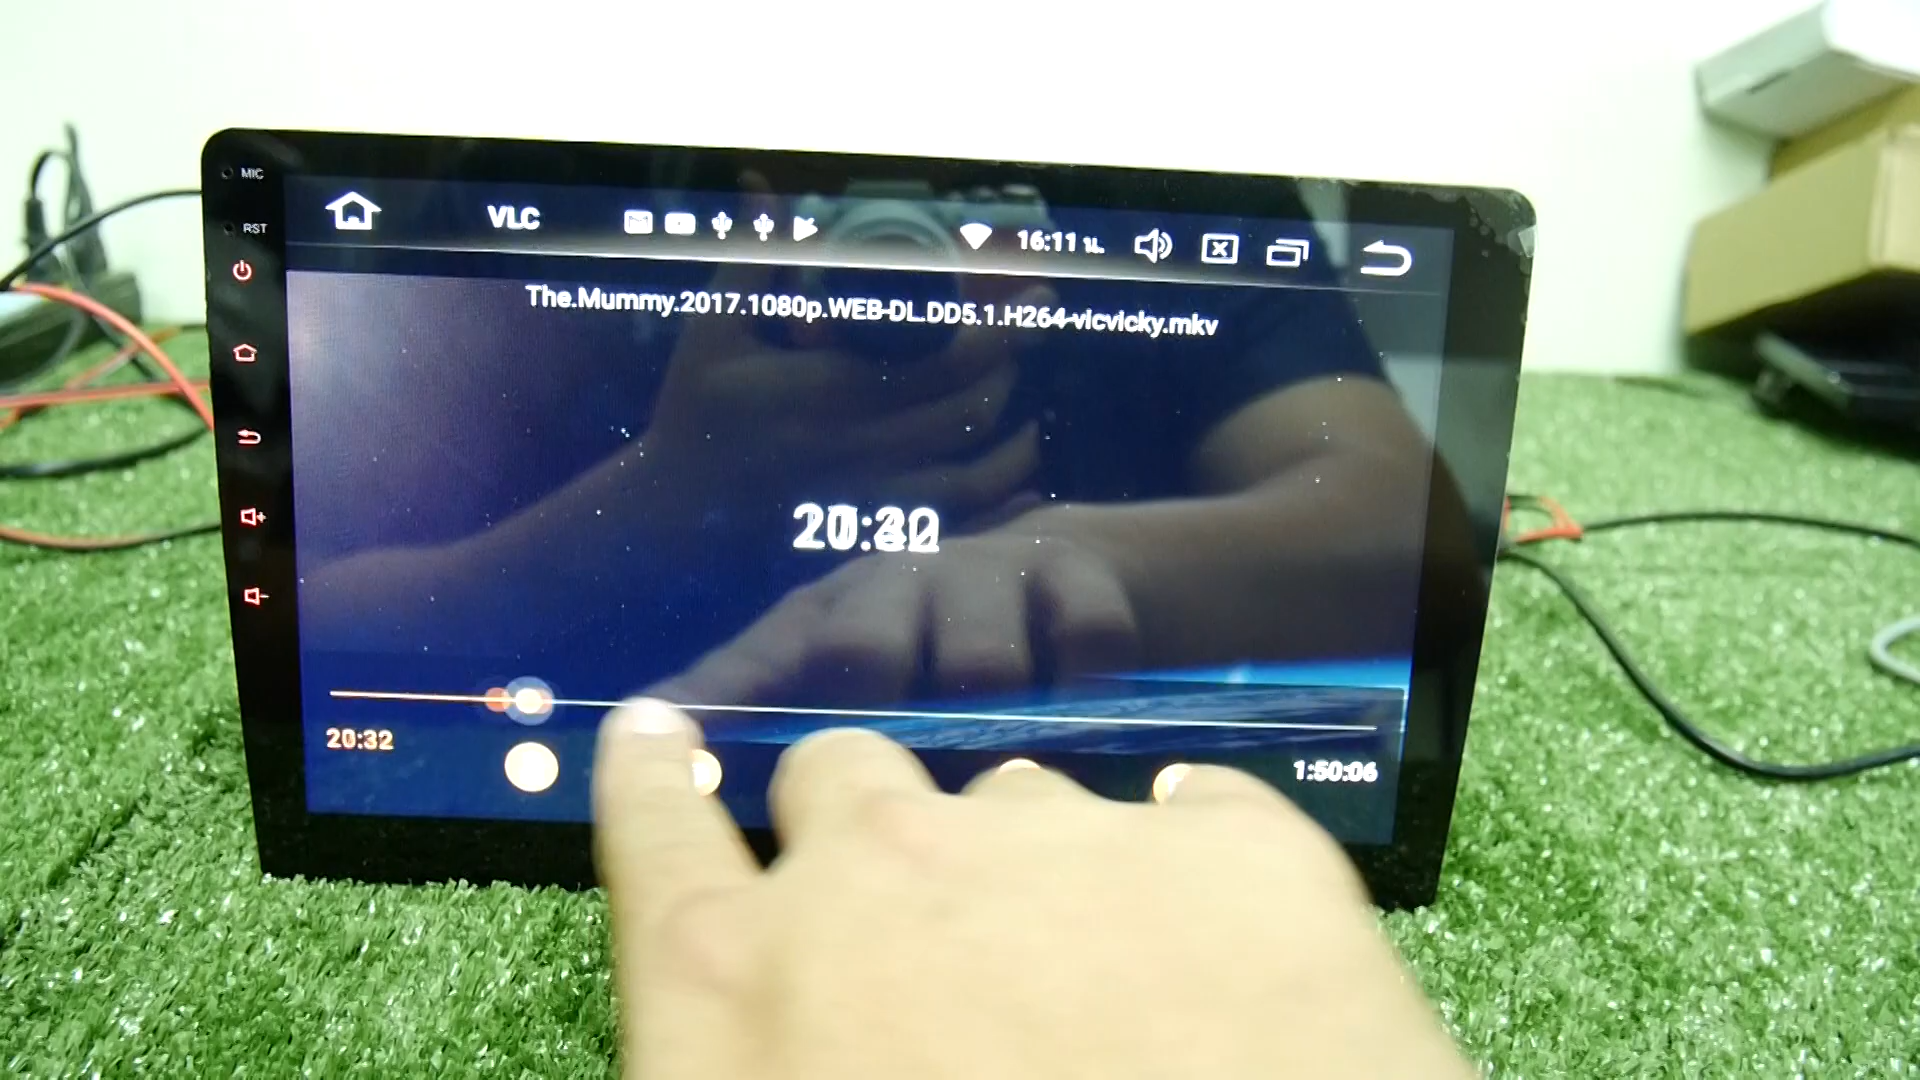 MIC
RST
VLC
16:11 น.
The.Mummy.2017.1080p.WEB-DL.DD5.1.H264-vicvicky.mkv
20:32
1:50:06